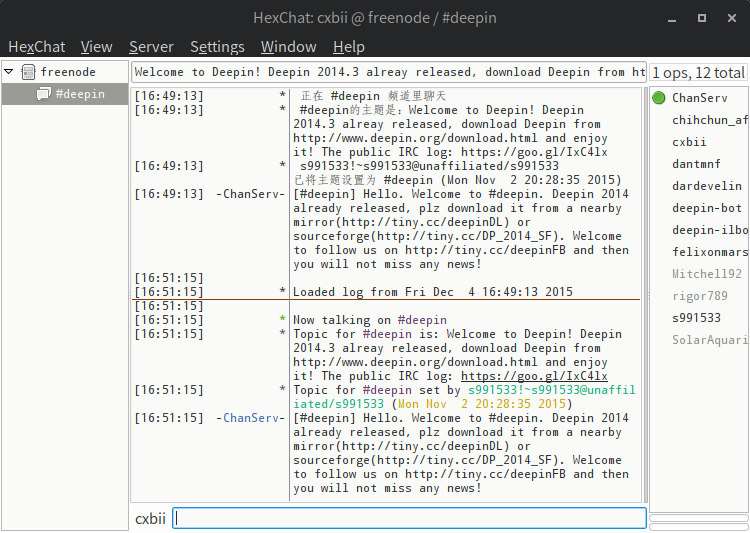 HexChat: cxbii @ freenode / #deepin
HexChat View Server Settings Window Help
freenode
#deepin
Welcome to Deepin! Deepin 2014.3 alreay released, download Deepin from ht
1 ops, 12 total
[16:49:13] * 正在 #deepin 频道里聊天
[16:49:13] * #deepin的主题是: Welcome to Deepin! Deepin
2014.3 alreay released, download Deepin from
http://www.deepin.org/download.html and enjoy
it! The public IRC log: https://goo.gl/IxC4lx
[16:49:13] * s991533!~s991533@unaffiliated/s991533
已将主题设置为 #deepin (Mon Nov  2 20:28:35 2015)
[16:49:13] -ChanServ- [#deepin] Hello. Welcome to #deepin. Deepin 2014
already released, plz download it from a nearby
mirror(http://tiny.cc/deepinDL) or
sourceforge(http://tiny.cc/DP_2014_SF). Welcome
to follow us on http://tiny.cc/deepinFB and then
you will not miss any news!
[16:51:15]
[16:51:15] * Loaded log from Fri Dec  4 16:49:13 2015
[16:51:15]
[16:51:15] * Now talking on #deepin
[16:51:15] * Topic for #deepin is: Welcome to Deepin! Deepin
2014.3 alreay released, download Deepin from
http://www.deepin.org/download.html and enjoy
it! The public IRC log: https://goo.gl/IxC4lx
[16:51:15] * Topic for #deepin set by s991533!~s991533@unaffil
iated/s991533 (Mon Nov  2 20:28:35 2015)
[16:51:15] -ChanServ- [#deepin] Hello. Welcome to #deepin. Deepin 2014
already released, plz download it from a nearby
mirror(http://tiny.cc/deepinDL) or
sourceforge(http://tiny.cc/DP_2014_SF). Welcome
to follow us on http://tiny.cc/deepinFB and then
you will not miss any news!
ChanServ
chihchun_af
cxbii
dantmnf
dardevelin
deepin-bot
deepin-ilbo
felixonmars
Mitchell92
rigor789
s991533
SolarAquari
cxbii